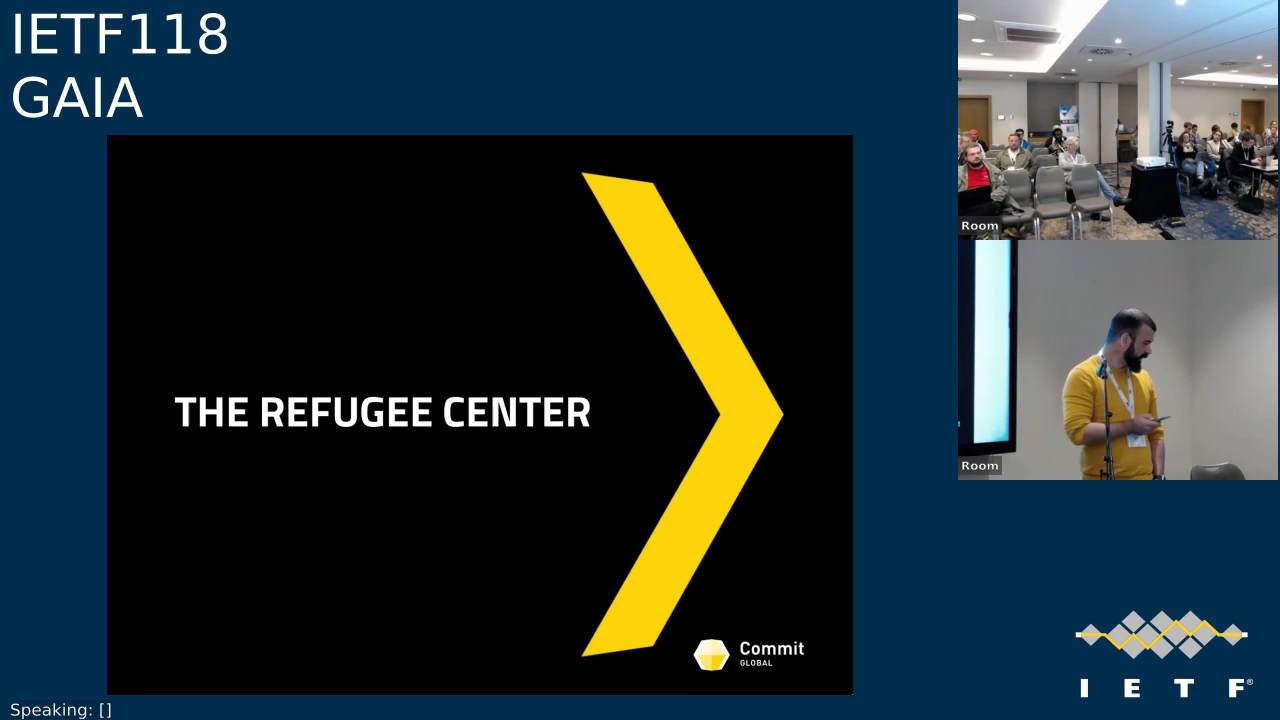 IETF118
GAIA
THE REFUGEE CENTER
Commit
GLOBAL
Room
Room
I E T F®
Speaking: []